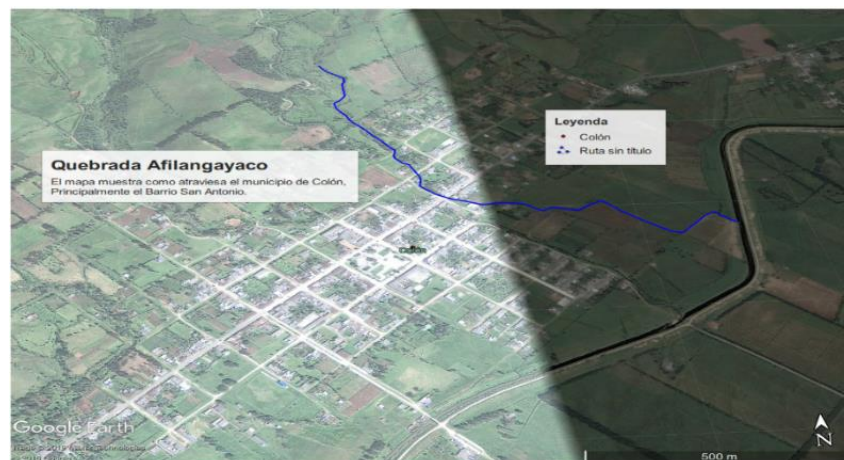 Quebrada Afilangayaco
El mapa muestra como atraviesa el municipio de Colón,
Principalmente el Barrio San Antonio.
Leyenda
Colón
Ruta sin título
Colón
Google Earth
N
500 m